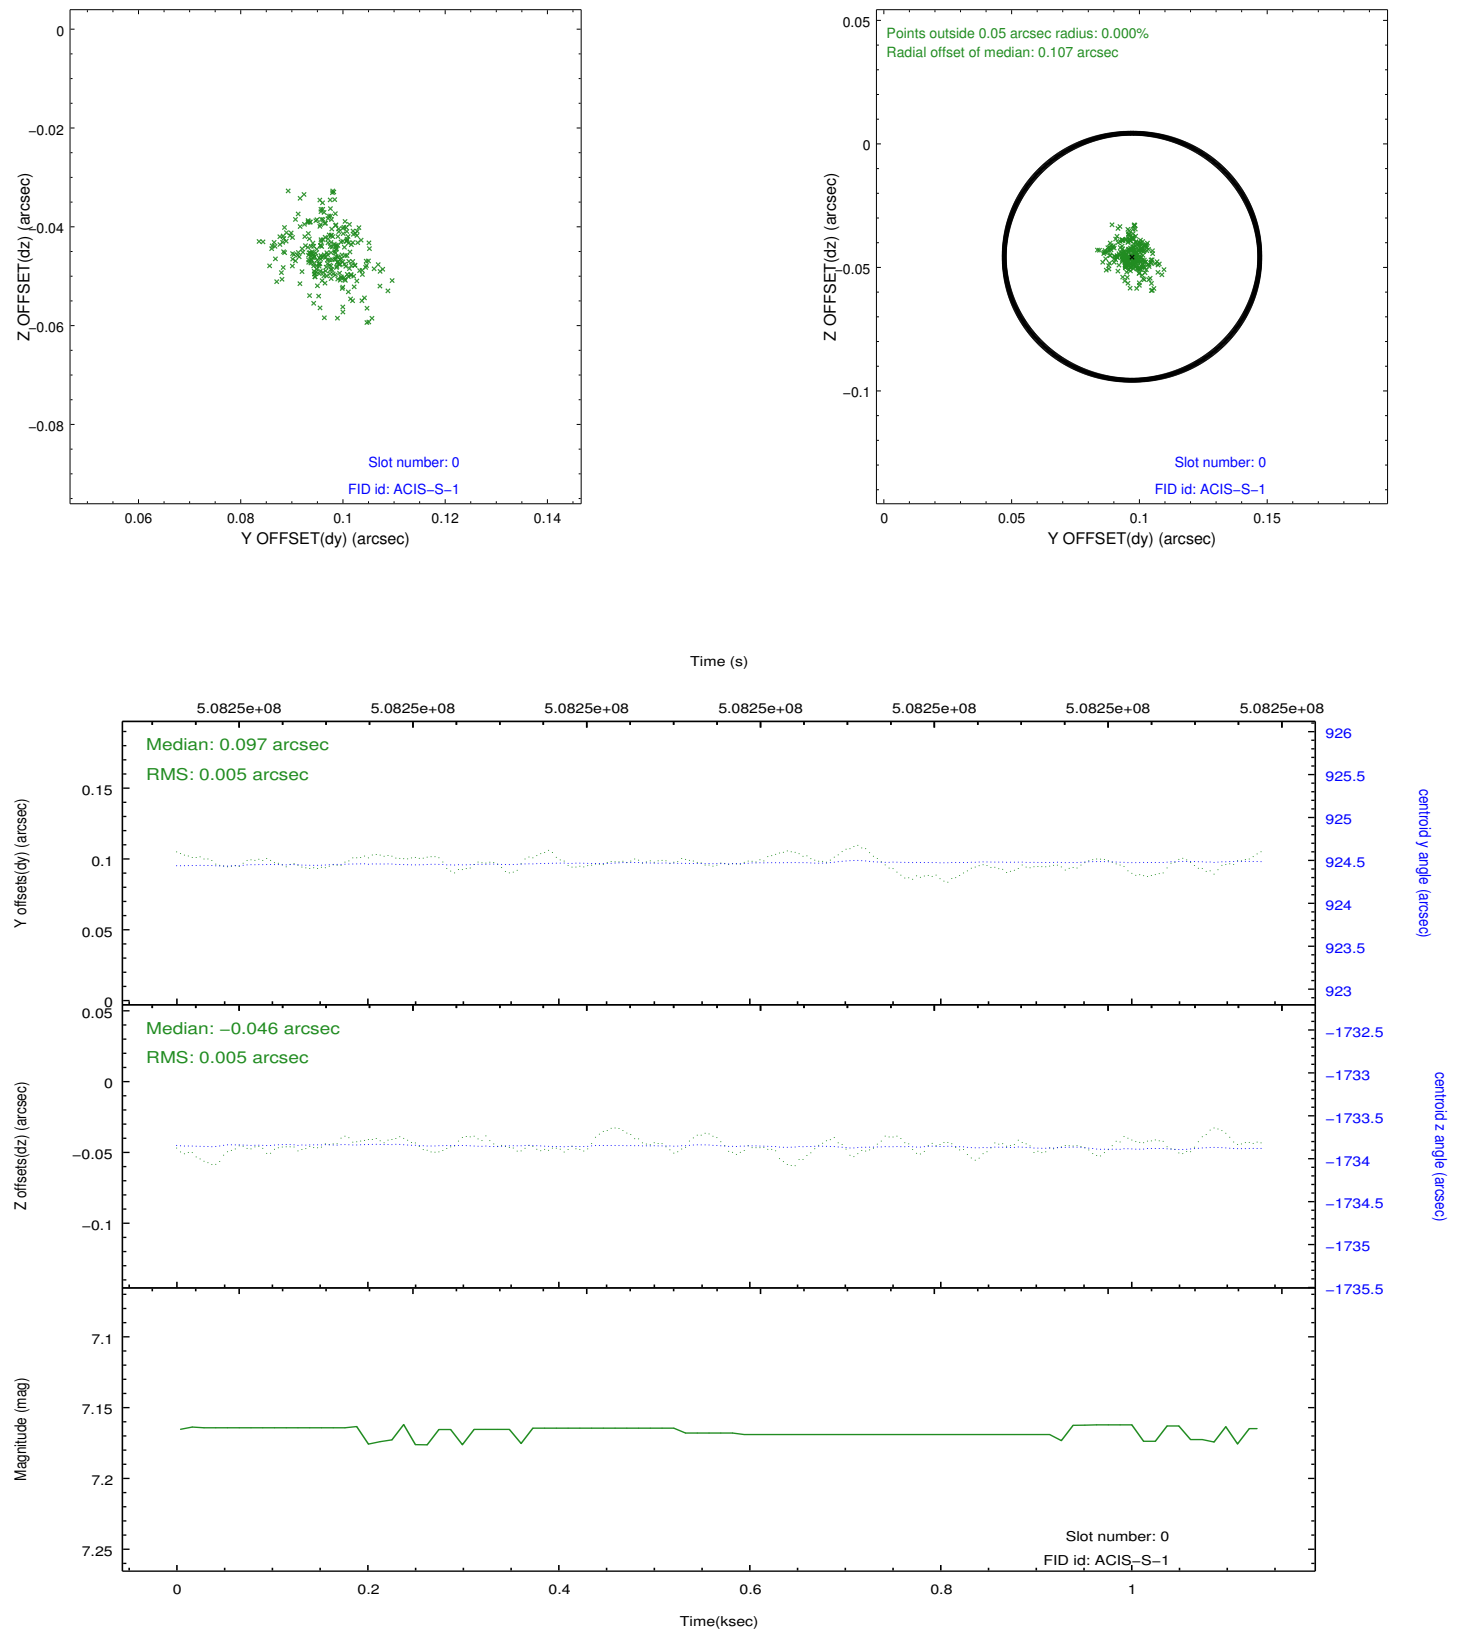 0
−0.02
−0.04
−0.06
−0.08
Z OFFSET(dz) (arcsec)
Slot number: 0
FID id: ACIS−S−1
0.06
0.08
0.1
0.12
0.14
Y OFFSET(dy) (arcsec)
Points outside 0.05 arcsec radius: 0.000%
Radial offset of median: 0.107 arcsec
0.05
0
−0.05
−0.1
Z OFFSET(dz) (arcsec)
Slot number: 0
FID id: ACIS−S−1
0
0.05
0.1
0.15
Y OFFSET(dy) (arcsec)
Time (s)
5.0825e+08
5.0825e+08
5.0825e+08
5.0825e+08
5.0825e+08
5.0825e+08
5.0825e+08
Median: 0.097 arcsec
RMS: 0.005 arcsec
0.15
0.1
0.05
0
Y offsets(dy) (arcsec)
926
925.5
925
924.5
924
923.5
923
centroid y angle (arcsec)
Median: −0.046 arcsec
RMS: 0.005 arcsec
0.05
0
−0.05
−0.1
Z offsets(dz) (arcsec)
−1732.5
−1733
−1733.5
−1734
−1734.5
−1735
−1735.5
centroid z angle (arcsec)
7.1
7.15
7.2
7.25
Magnitude (mag)
Slot number: 0
FID id: ACIS−S−1
0
0.2
0.4
0.6
0.8
1
Time(ksec)